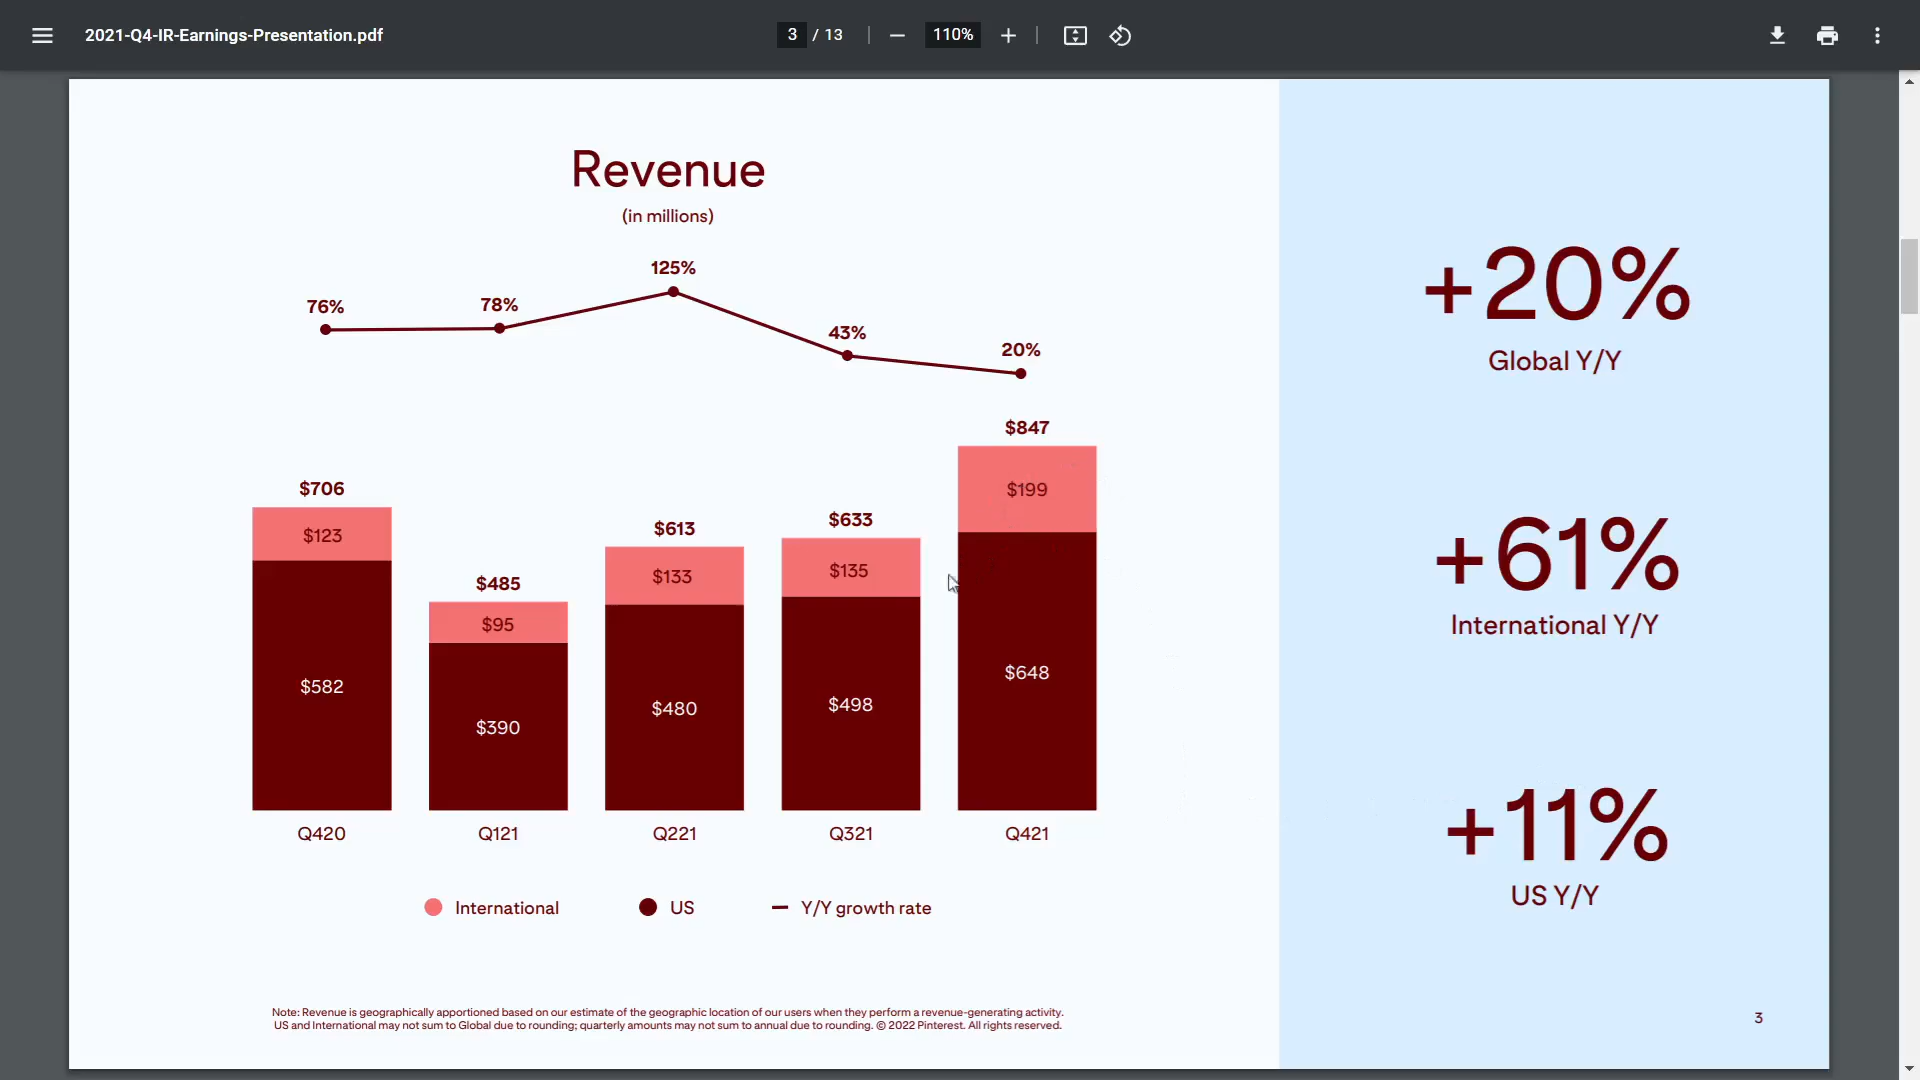 2021-Q4-IR-Earnings-Presentation.pdf
3 / 13
110%
Revenue
(in millions)
76%
78%
125%
43%
20%
$706
$485
$613
$633
$847
$123
$95
$133
$135
$199
$582
$390
$480
$498
$648
Q420
Q121
Q221
Q321
Q421
International
US
Y/Y growth rate
Note: Revenue is geographically apportioned based on our estimate of the geographic location of our users when they perform a revenue-generating activity.
US and International may not sum to Global due to rounding; quarterly amounts may not sum to annual due to rounding. © 2022 Pinterest. All rights reserved.
+20%
Global Y/Y
+61%
International Y/Y
+11%
US Y/Y
3